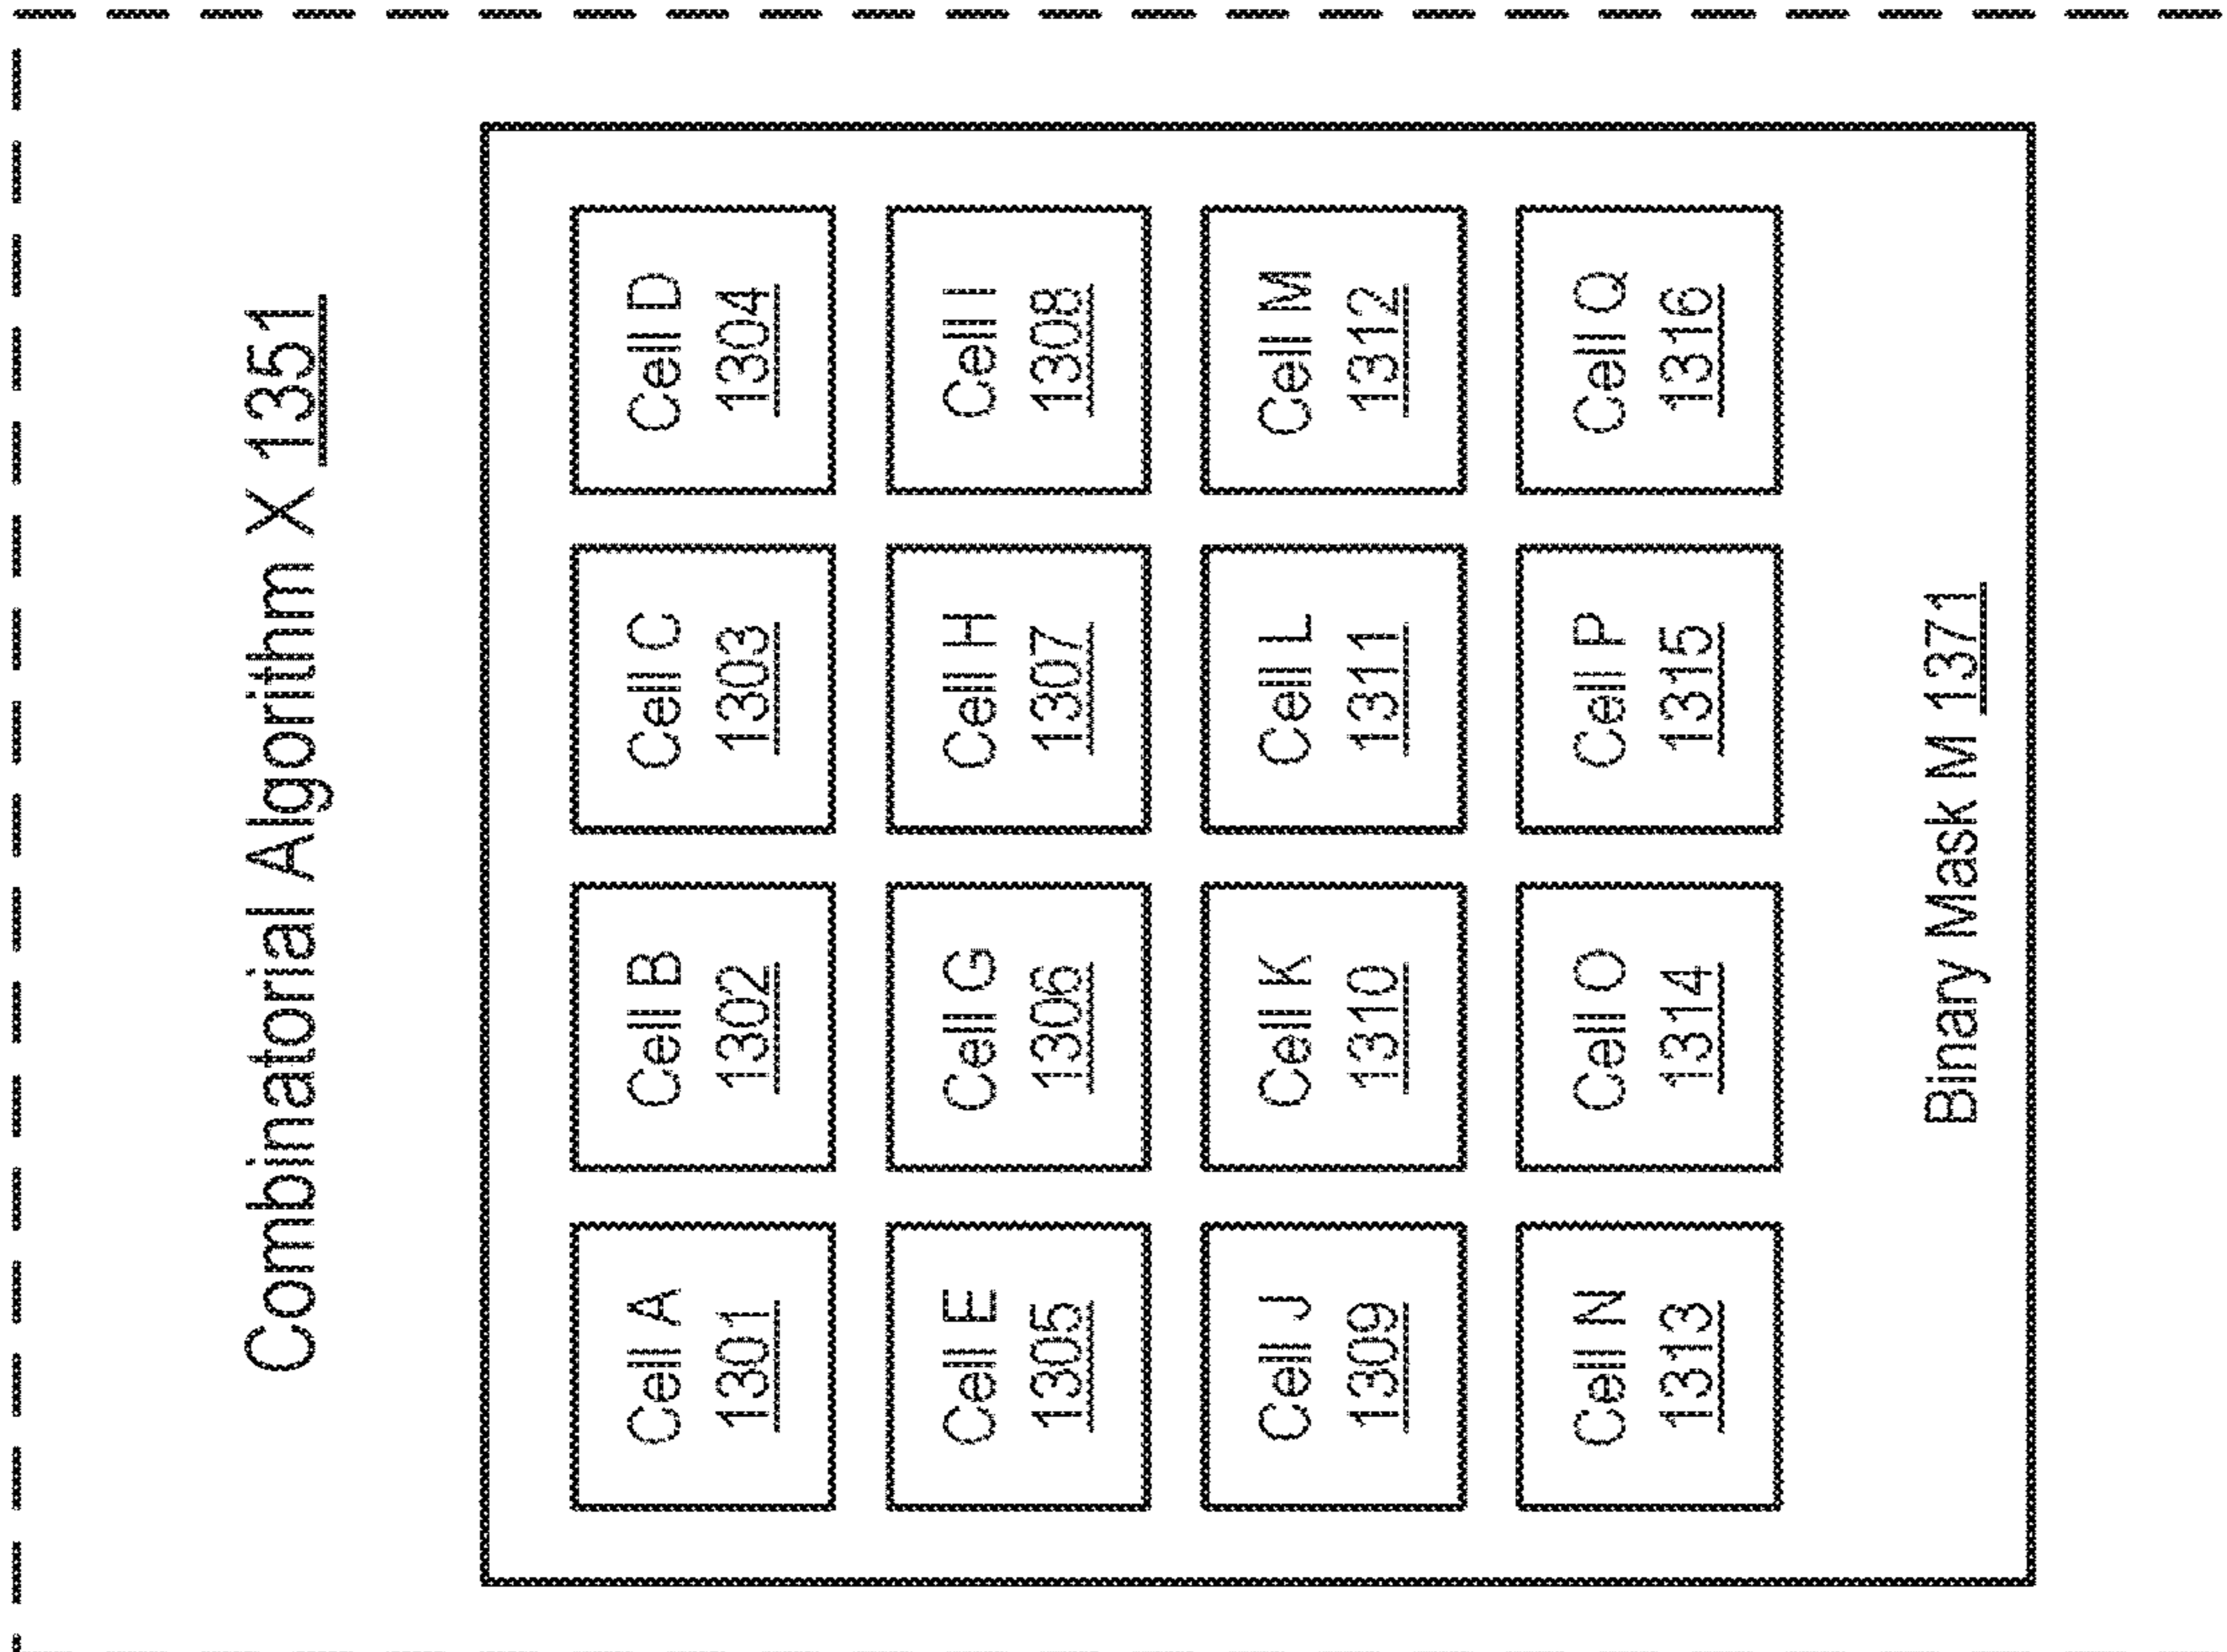 Combinatorial Algorithm X 1351
Cell A
1301
Cell B
1302
Cell C
1303
Cell D
1304
Cell E
1305
Cell G
1306
Cell H
1307
Cell I
1308
Cell J
1309
Cell K
1310
Cell L
1311
Cell M
1312
Cell N
1313
Cell O
1314
Cell P
1315
Cell Q
1316
Binary Mask M 1371